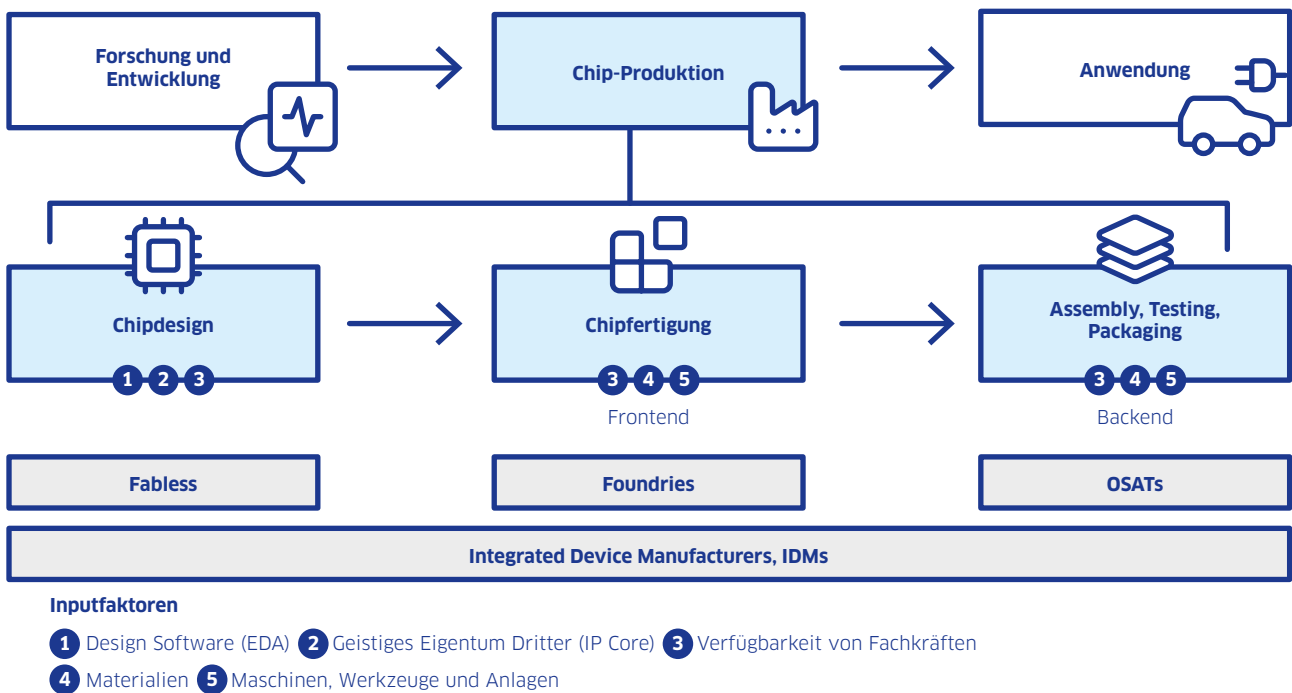 Forschung und
Entwicklung
Chip-Produktion
Anwendung
Chipdesign
Chipfertigung
Assembly, Testing,
Packaging
1 2 3
3 4 5
3 4 5
Frontend
Backend
Fabless
Foundries
OSATs
Integrated Device Manufacturers, IDMs
Inputfaktoren
1 Design Software (EDA) 2 Geistiges Eigentum Dritter (IP Core) 3 Verfügbarkeit von Fachkräften
4 Materialien 5 Maschinen, Werkzeuge und Anlagen